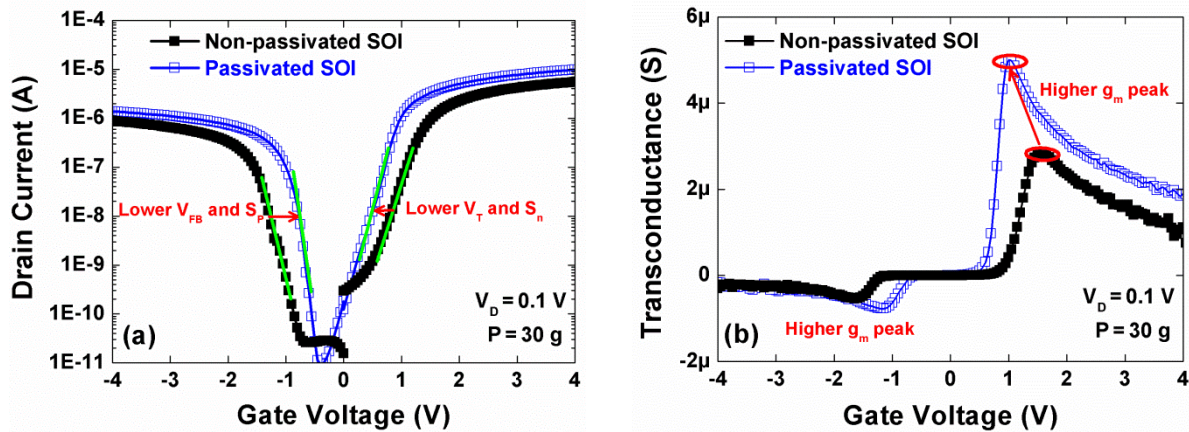 1E-4
1E-5
1E-6
1E-7
1E-8
1E-9
1E-10
1E-11
Drain Current (A)
Non-passivated SOI
Passivated SOI
Lower V_FB and S_P
Lower V_T and S_n
V_D = 0.1 V
P = 30 g
(a)
-4 -3 -2 -1 0 1 2 3 4
Gate Voltage (V)
6µ
4µ
2µ
0
-2µ
Transconductance (S)
Non-passivated SOI
Passivated SOI
Higher g_m peak
Higher g_m peak
V_D = 0.1 V
P = 30 g
(b)
-4 -3 -2 -1 0 1 2 3 4
Gate Voltage (V)